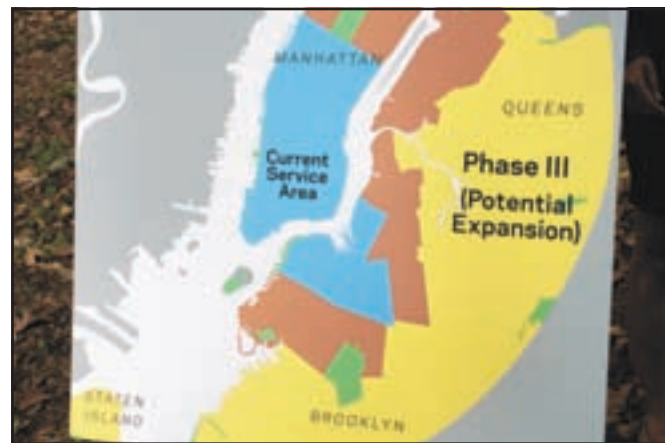 MANHATTAN
QUEENS
Current
Service
Area
Phase III
(Potential
Expansion)
STATEN
ISLAND
BROOKLYN